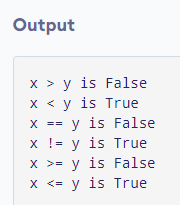 Output
x > y is False
x < y is True
x == y is False
x != y is True
x >= y is False
x <= y is True